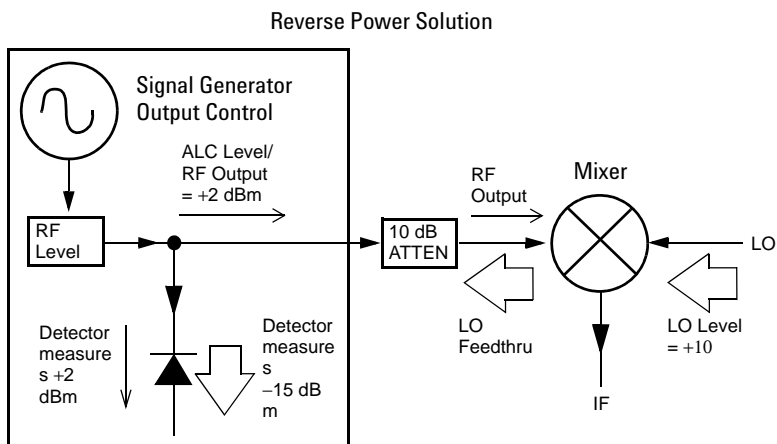 Reverse Power Solution
Signal Generator
Output Control
ALC Level/
RF Output
= +2 dBm
RF
Level
10 dB
ATTEN
RF
Output
Mixer
LO
LO
Feedthru
LO Level
= +10
IF
Detector
measure
s +2
dBm
Detector
measure
s
–15 dB
m